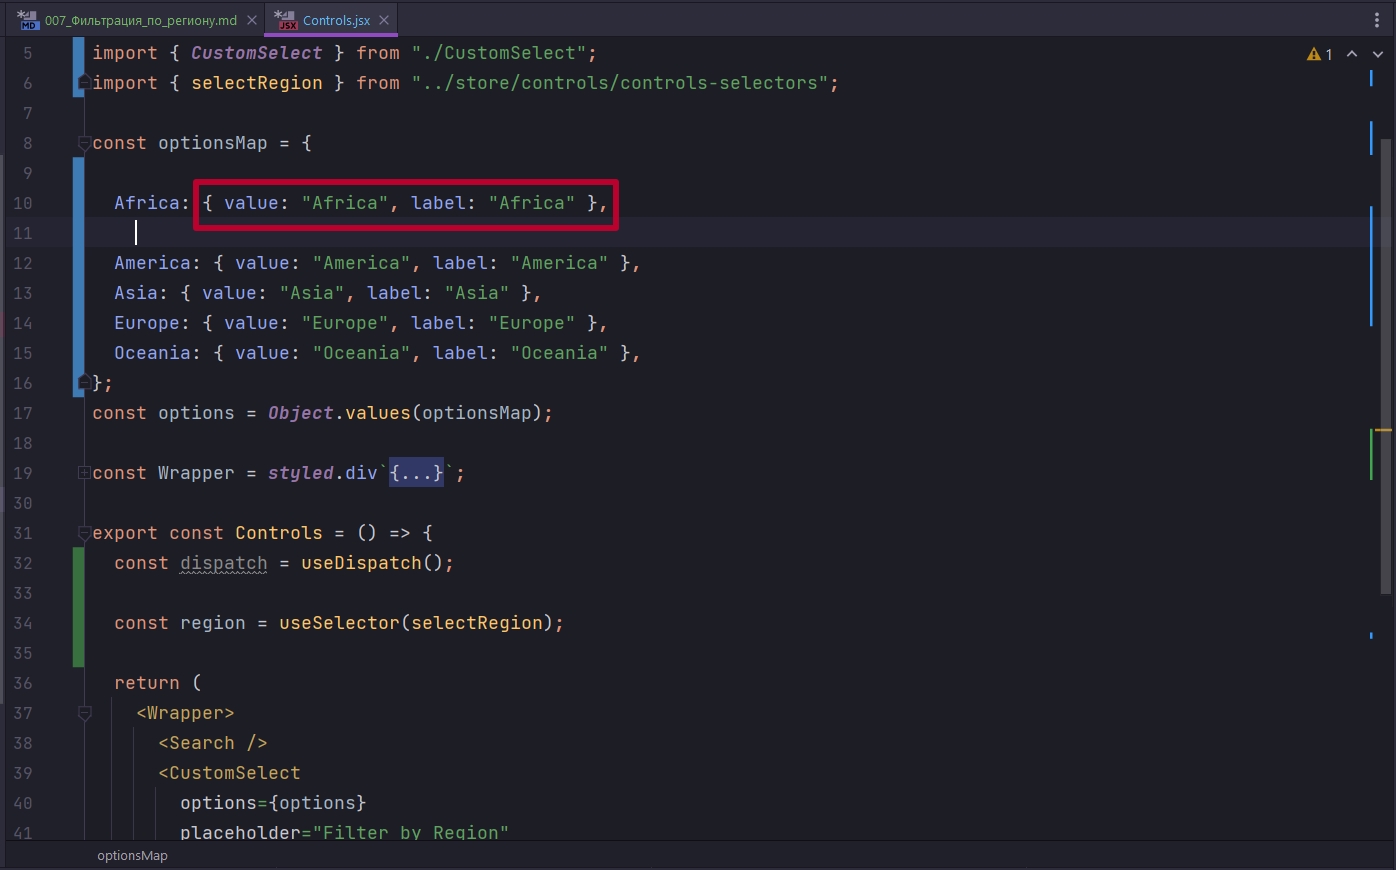 007_Фильтрация_по_региону.md Controls.jsx
5 import { CustomSelect } from "./CustomSelect"; 1
6 import { selectRegion } from "../store/controls/controls-selectors";
7
8 const optionsMap = {
9
10 Africa: { value: "Africa", label: "Africa" },
11
12 America: { value: "America", label: "America" },
13 Asia: { value: "Asia", label: "Asia" },
14 Europe: { value: "Europe", label: "Europe" },
15 Oceania: { value: "Oceania", label: "Oceania" },
16 };
17 const options = Object.values(optionsMap);
18
19 const Wrapper = styled.div`{...}`;
30
31 export const Controls = () => {
32 const dispatch = useDispatch();
33
34 const region = useSelector(selectRegion);
35
36 return (
37 <Wrapper>
38 <Search />
39 <CustomSelect
40 options={options}
41 placeholder="Filter by Region"
optionsMap